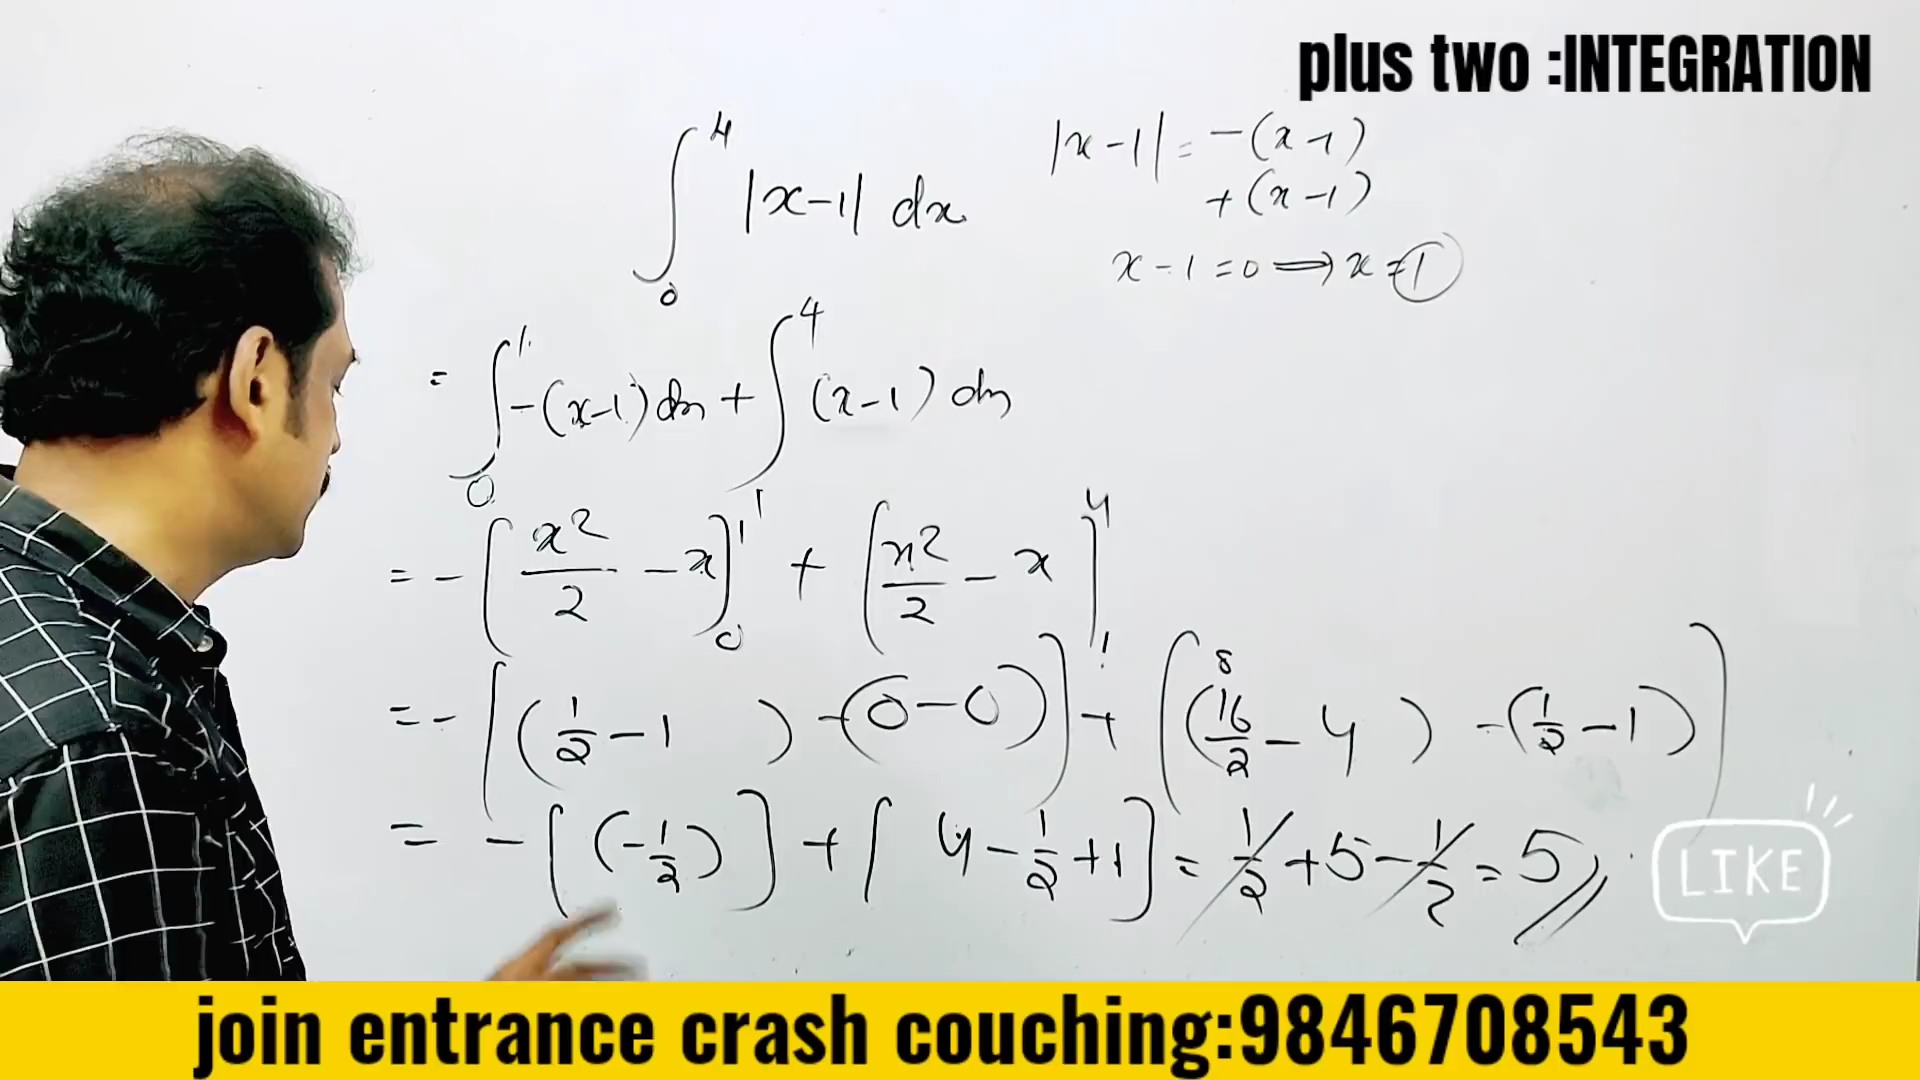 plus two :INTEGRATION
∫₀⁴ |x-1| dx
|x-1| = -(x-1)
+(x-1)
x-1=0 ⟹ x=1
= ∫₀¹ -(x-1)dx + ∫₁⁴ (x-1) dx
= -[x²/2 - x]₀¹ + [x²/2 - x]₁⁴
= -[(1/2 - 1) - (0-0)] + [(16/2 - 4) - (1/2 - 1)]
8
= -[(-1/2)] + [4 - 1/2 + 1] = 1/2 + 5 - 1/2 = 5
LIKE
join entrance crash couching:9846708543